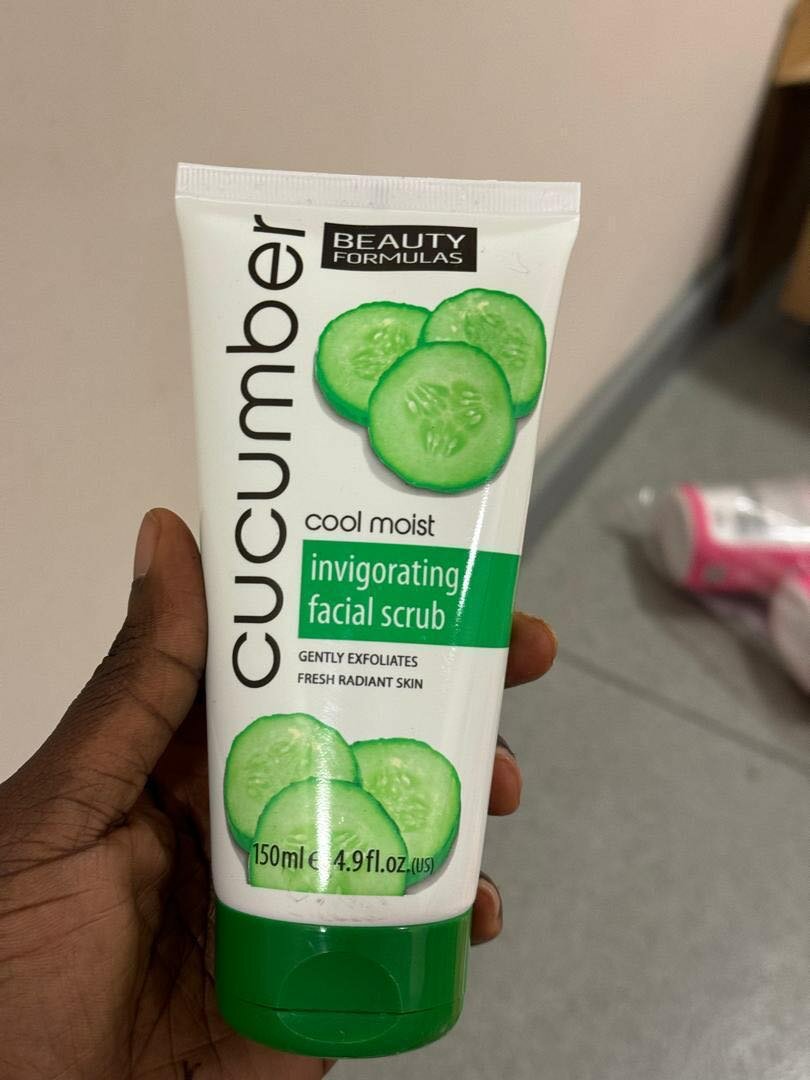 cucumber
BEAUTY
FORMULAS
cool moist
invigorating
facial scrub
GENTLY EXFOLIATES
FRESH RADIANT SKIN
150ml e 4.9fl.oz.(US)